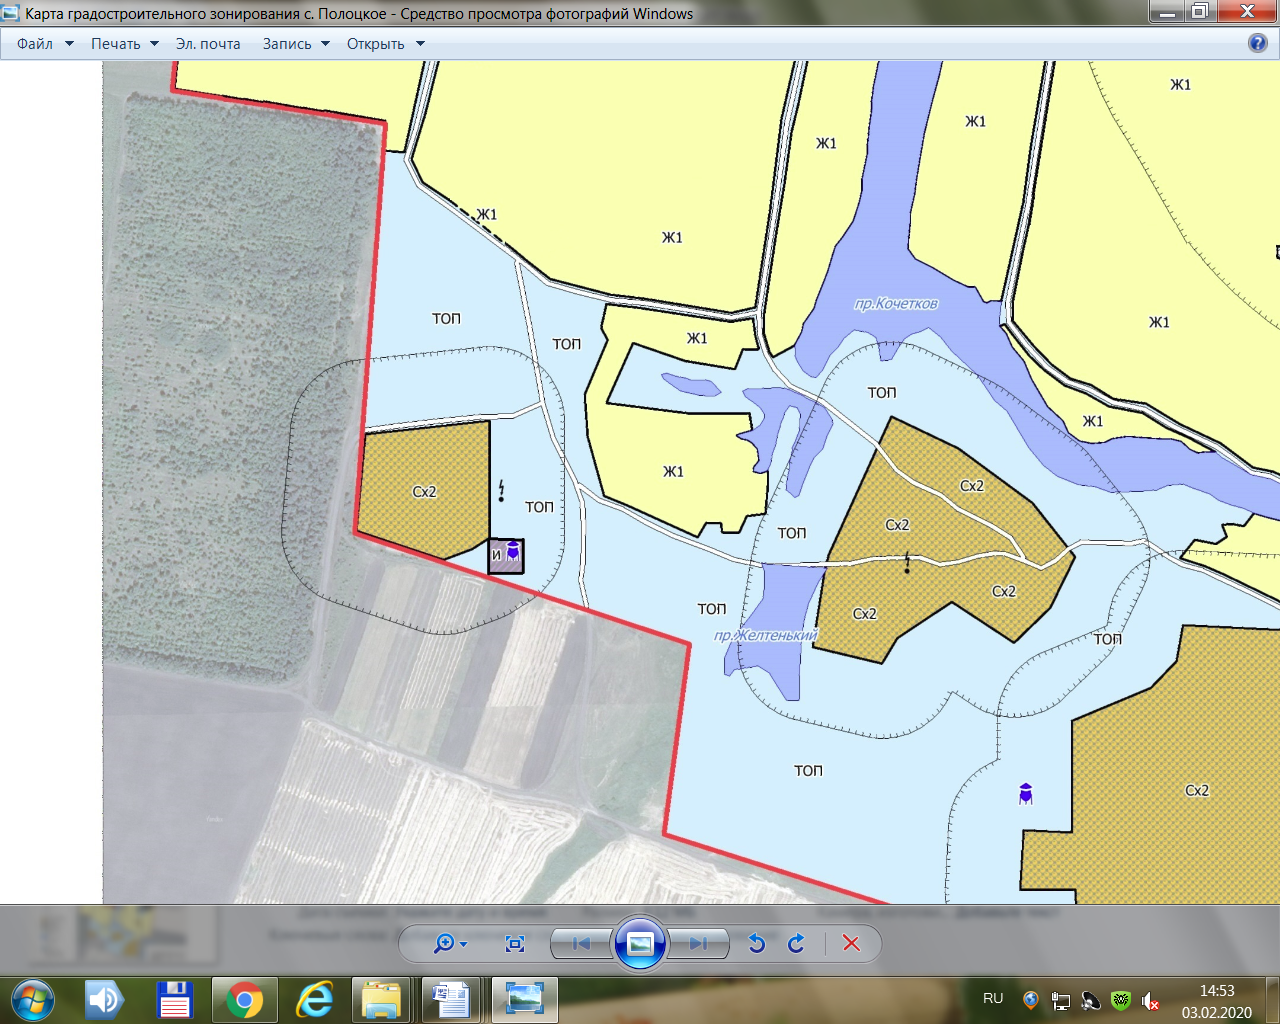 Карта градостроительного зонирования с. Полоцкое - Средство просмотра фотографий Windows
Файл Печать Эл. почта Запись Открыть
Ж1
Ж1
Ж1
Ж1
Ж1
пр.Кочетков
ТОП
Ж1
Ж1
ТОП
ТОП
Ж1
Ж1
Сх2
Сх2
ТОП
Сх2
ТОП
И
Сх2
ТОП
Сх2
пр.Желтенький
ТОП
ТОП
Сх2
RU
14:53
03.02.2020